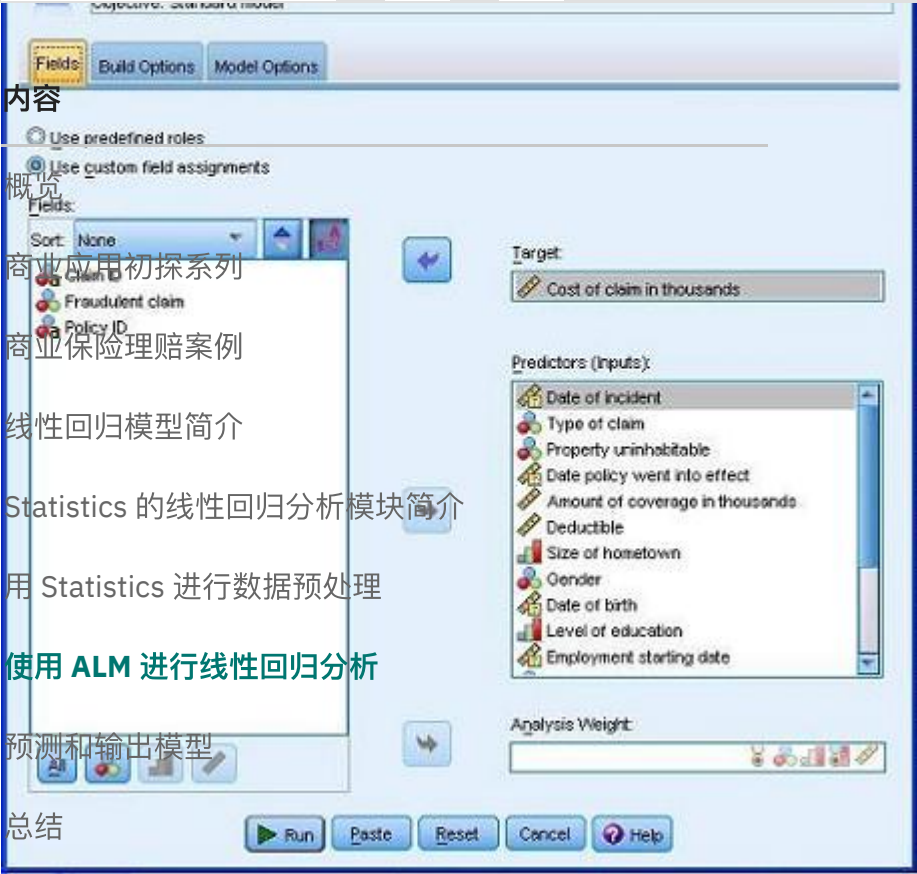 Objective: Standard model
Fields
Build Options
Model Options
内容
Use predefined roles
Use custom field assignments
概览
Fields:
Sort: None
商业应用初探系列
Claim ID
Fraudulent claim
Policy ID
商业保险理赔案例
线性回归模型简介
Statistics 的线性回归分析模块简介
用 Statistics 进行数据预处理
使用 ALM 进行线性回归分析
预测和输出模型
总结
Target:
Cost of claim in thousands
Predictors (Inputs):
Date of incident
Type of claim
Property uninhabitable
Date policy went into effect
Amount of coverage in thousands
Deductible
Size of hometown
Gender
Date of birth
Level of education
Employment starting date
Analysis Weight:
All
Run
Paste
Reset
Cancel
Help